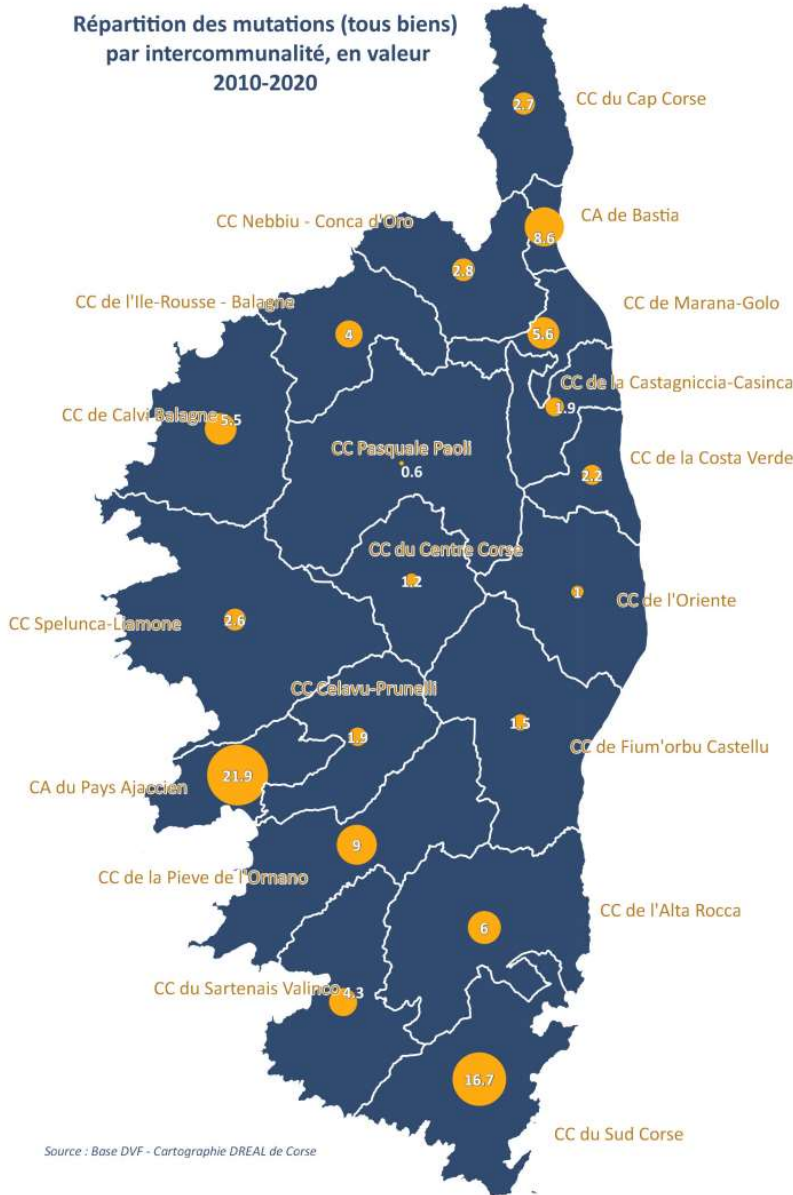 Répartition des mutations (tous biens)
par intercommunalité, en valeur
2010-2020
2.7
CC du Cap Corse
CC Nebbiu - Conca d'Oro
CA de Bastia
8.6
2.8
CC de l'Ile-Rousse - Balagne
CC de Marana-Golo
4
5.6
CC de la Castagniccia-Casinca
1.9
CC de Calvi Balagne
5.5
CC Pasquale Paoli
0.6
CC de la Costa Verde
2.2
CC du Centre Corse
1.2
1
CC de l'Oriente
CC Spelunca-Liamone
2.6
CC Celavu-Prunelli
1.9
1.5
CC de Fium'orbu Castellu
21.9
CA du Pays Ajaccien
9
CC de la Pieve de l'Ornano
CC de l'Alta Rocca
6
CC du Sartenais Valinco
4.3
16.7
CC du Sud Corse
Source : Base DVF - Cartographie DREAL de Corse